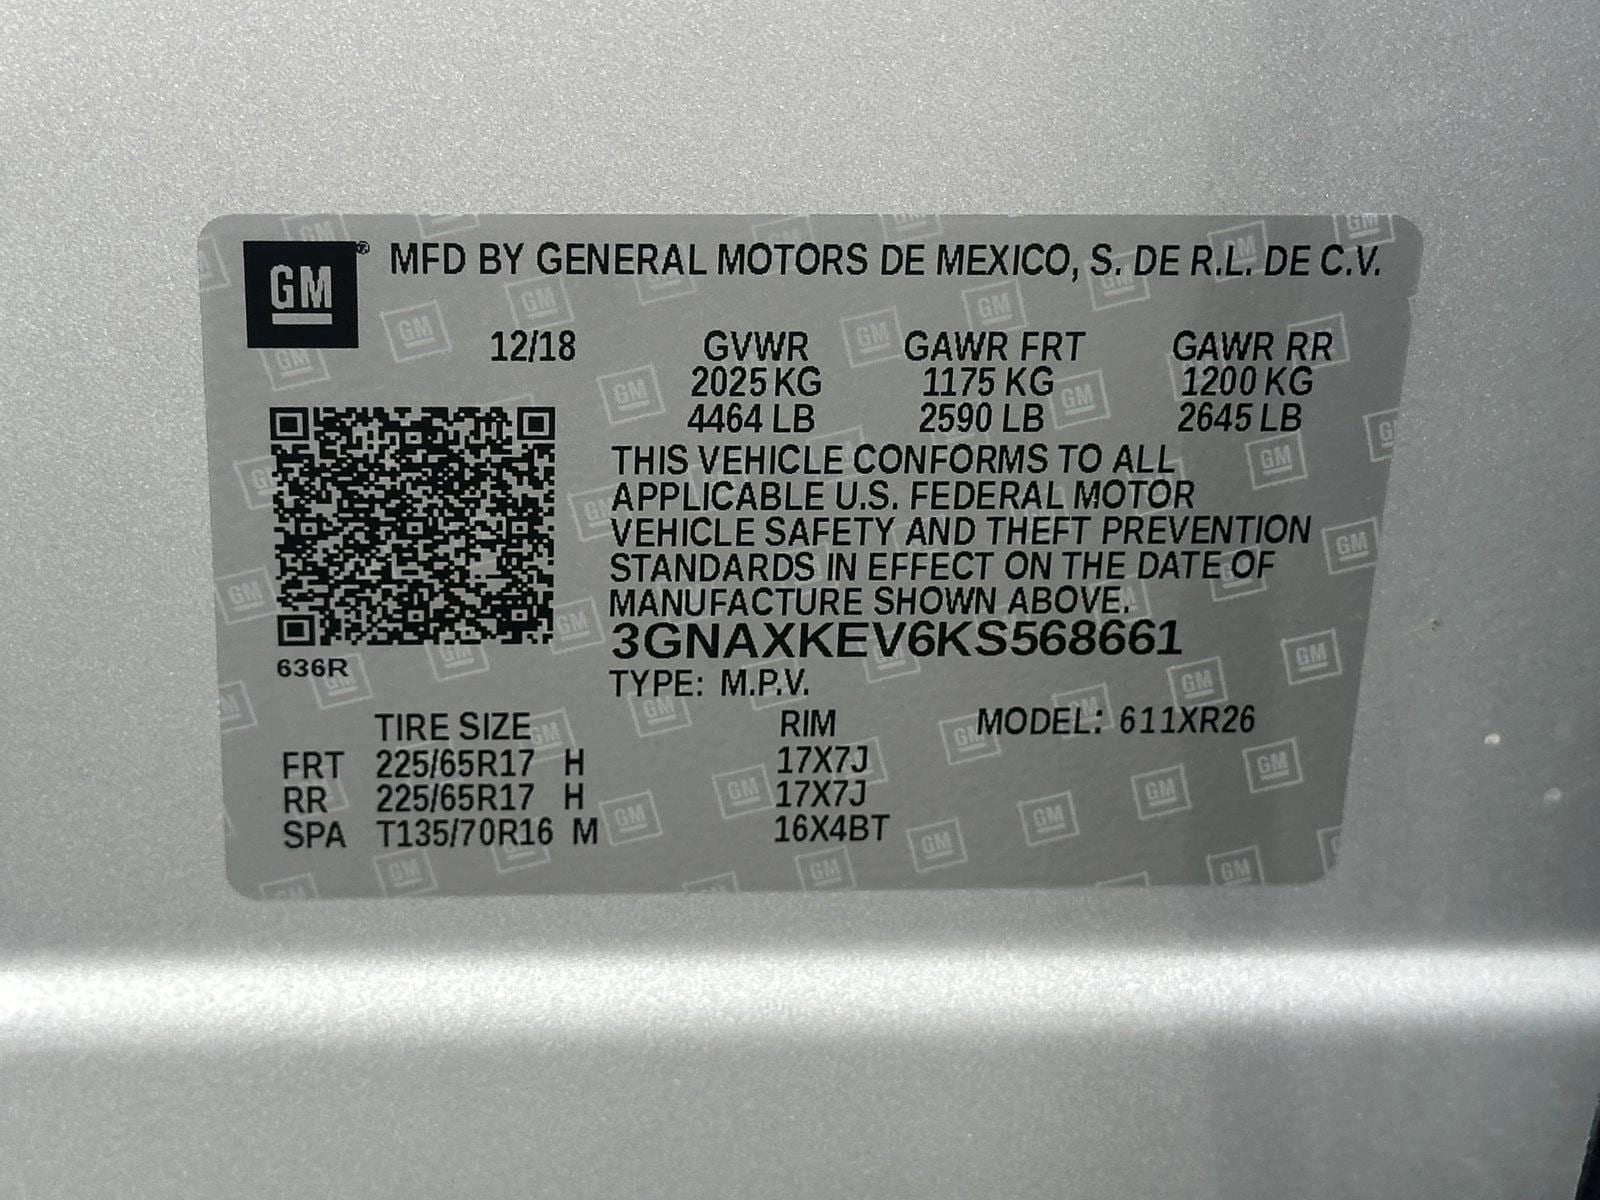 GM® MFD BY GENERAL MOTORS DE MEXICO, S. DE R.L. DE C.V.
12/18 GVWR GAWR FRT GAWR RR
2025 KG 1175 KG 1200 KG
4464 LB 2590 LB 2645 LB
THIS VEHICLE CONFORMS TO ALL
APPLICABLE U.S. FEDERAL MOTOR
VEHICLE SAFETY AND THEFT PREVENTION
STANDARDS IN EFFECT ON THE DATE OF
MANUFACTURE SHOWN ABOVE.
3GNAXKEV6KS568661
636R
TYPE: M.P.V.
TIRE SIZE RIM MODEL: 611XR26
FRT 225/65R17 H 17X7J
RR 225/65R17 H 17X7J
SPA T135/70R16 M 16X4BT